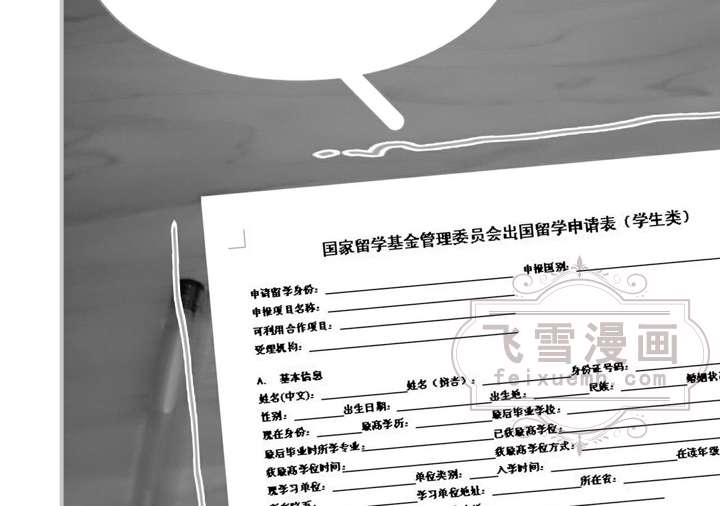 国家留学基金管理委员会出国留学申请表（学生类）
申请留学身份：
申报国别：
申报项目名称：
可利用合作项目：
受理机构：
飞雪漫画
feixuemh.com
A. 基本信息
姓名(中文)：
姓名（拼音）：
身份证号码：
性别：
出生日期：
出生地：
民族：
婚姻状
现在身份：
最高学历：
最后毕业学校：
最后毕业时所学专业：
已获最高学位：
获最高学位时间：
获最高学位方式：
现学习单位：
单位类别：
入学时间：
在读年级
学习单位地址：
所在省：